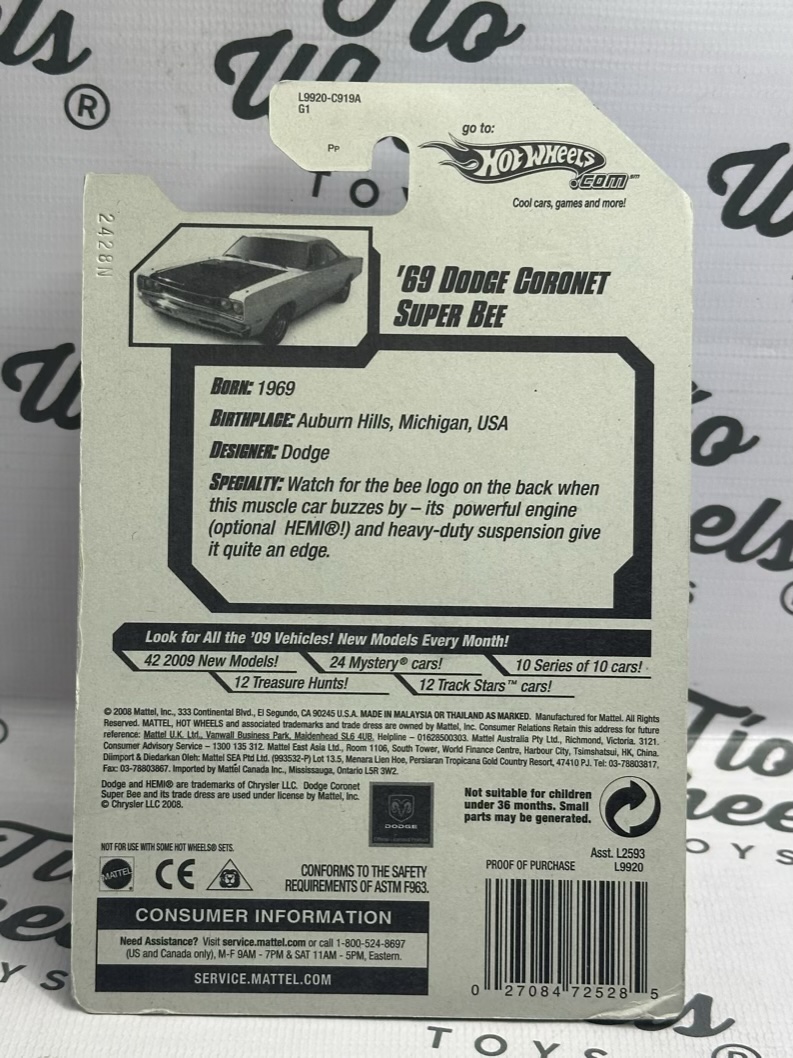 L9920-C919A
G1
PP
go to:
HOT WHEELS
.COM℠
Cool cars, games and more!
2428N
'69 DODGE CORONET
SUPER BEE
BORN: 1969
BIRTHPLACE: Auburn Hills, Michigan, USA
DESIGNER: Dodge
SPECIALTY: Watch for the bee logo on the back when
this muscle car buzzes by – its powerful engine
(optional HEMI®!) and heavy-duty suspension give
it quite an edge.
Look for All the '09 Vehicles! New Models Every Month!
42 2009 New Models! 24 Mystery® cars! 10 Series of 10 cars!
12 Treasure Hunts! 12 Track Stars™ cars!
© 2008 Mattel, Inc., 333 Continental Blvd., El Segundo, CA 90245 U.S.A. MADE IN MALAYSIA OR THAILAND AS MARKED. Manufactured for Mattel. All Rights
Reserved. MATTEL, HOT WHEELS and associated trademarks and trade dress are owned by Mattel, Inc. Consumer Relations Retain this address for future
reference: Mattel U.K. Ltd., Vanwall Business Park, Maidenhead SL6 4UB. Helpline – 01628500303. Mattel Australia Pty Ltd., Richmond, Victoria. 3121.
Consumer Advisory Service – 1300 135 312. Mattel East Asia Ltd., Room 1106, South Tower, World Finance Centre, Harbour City, Tsimshatsui, HK, China.
Diimport & Diedarkan Oleh: Mattel SEA Ptd Ltd. (993532-P) Lot 13.5, Menara Lien Hoe, Persiaran Tropicana Gold Country Resort, 47410 PJ. Tel: 03-78803817,
Fax: 03-78803867. Imported by Mattel Canada Inc., Mississauga, Ontario L5R 3W2.
Dodge and HEMI® are trademarks of Chrysler LLC. Dodge Coronet
Super Bee and its trade dress are used under license by Mattel, Inc.
© Chrysler LLC 2008.
DODGE
Not suitable for children
under 36 months. Small
parts may be generated.
NOT FOR USE WITH SOME HOT WHEELS® SETS.
MATTEL
CE
CONFORMS TO THE SAFETY
REQUIREMENTS OF ASTM F963.
Asst. L2593
PROOF OF PURCHASE L9920
CONSUMER INFORMATION
Need Assistance? Visit service.mattel.com or call 1-800-524-8697
(US and Canada only), M-F 9AM - 7PM & SAT 11AM - 5PM, Eastern.
SERVICE.MATTEL.COM
0 27084 72528 5
TOYS